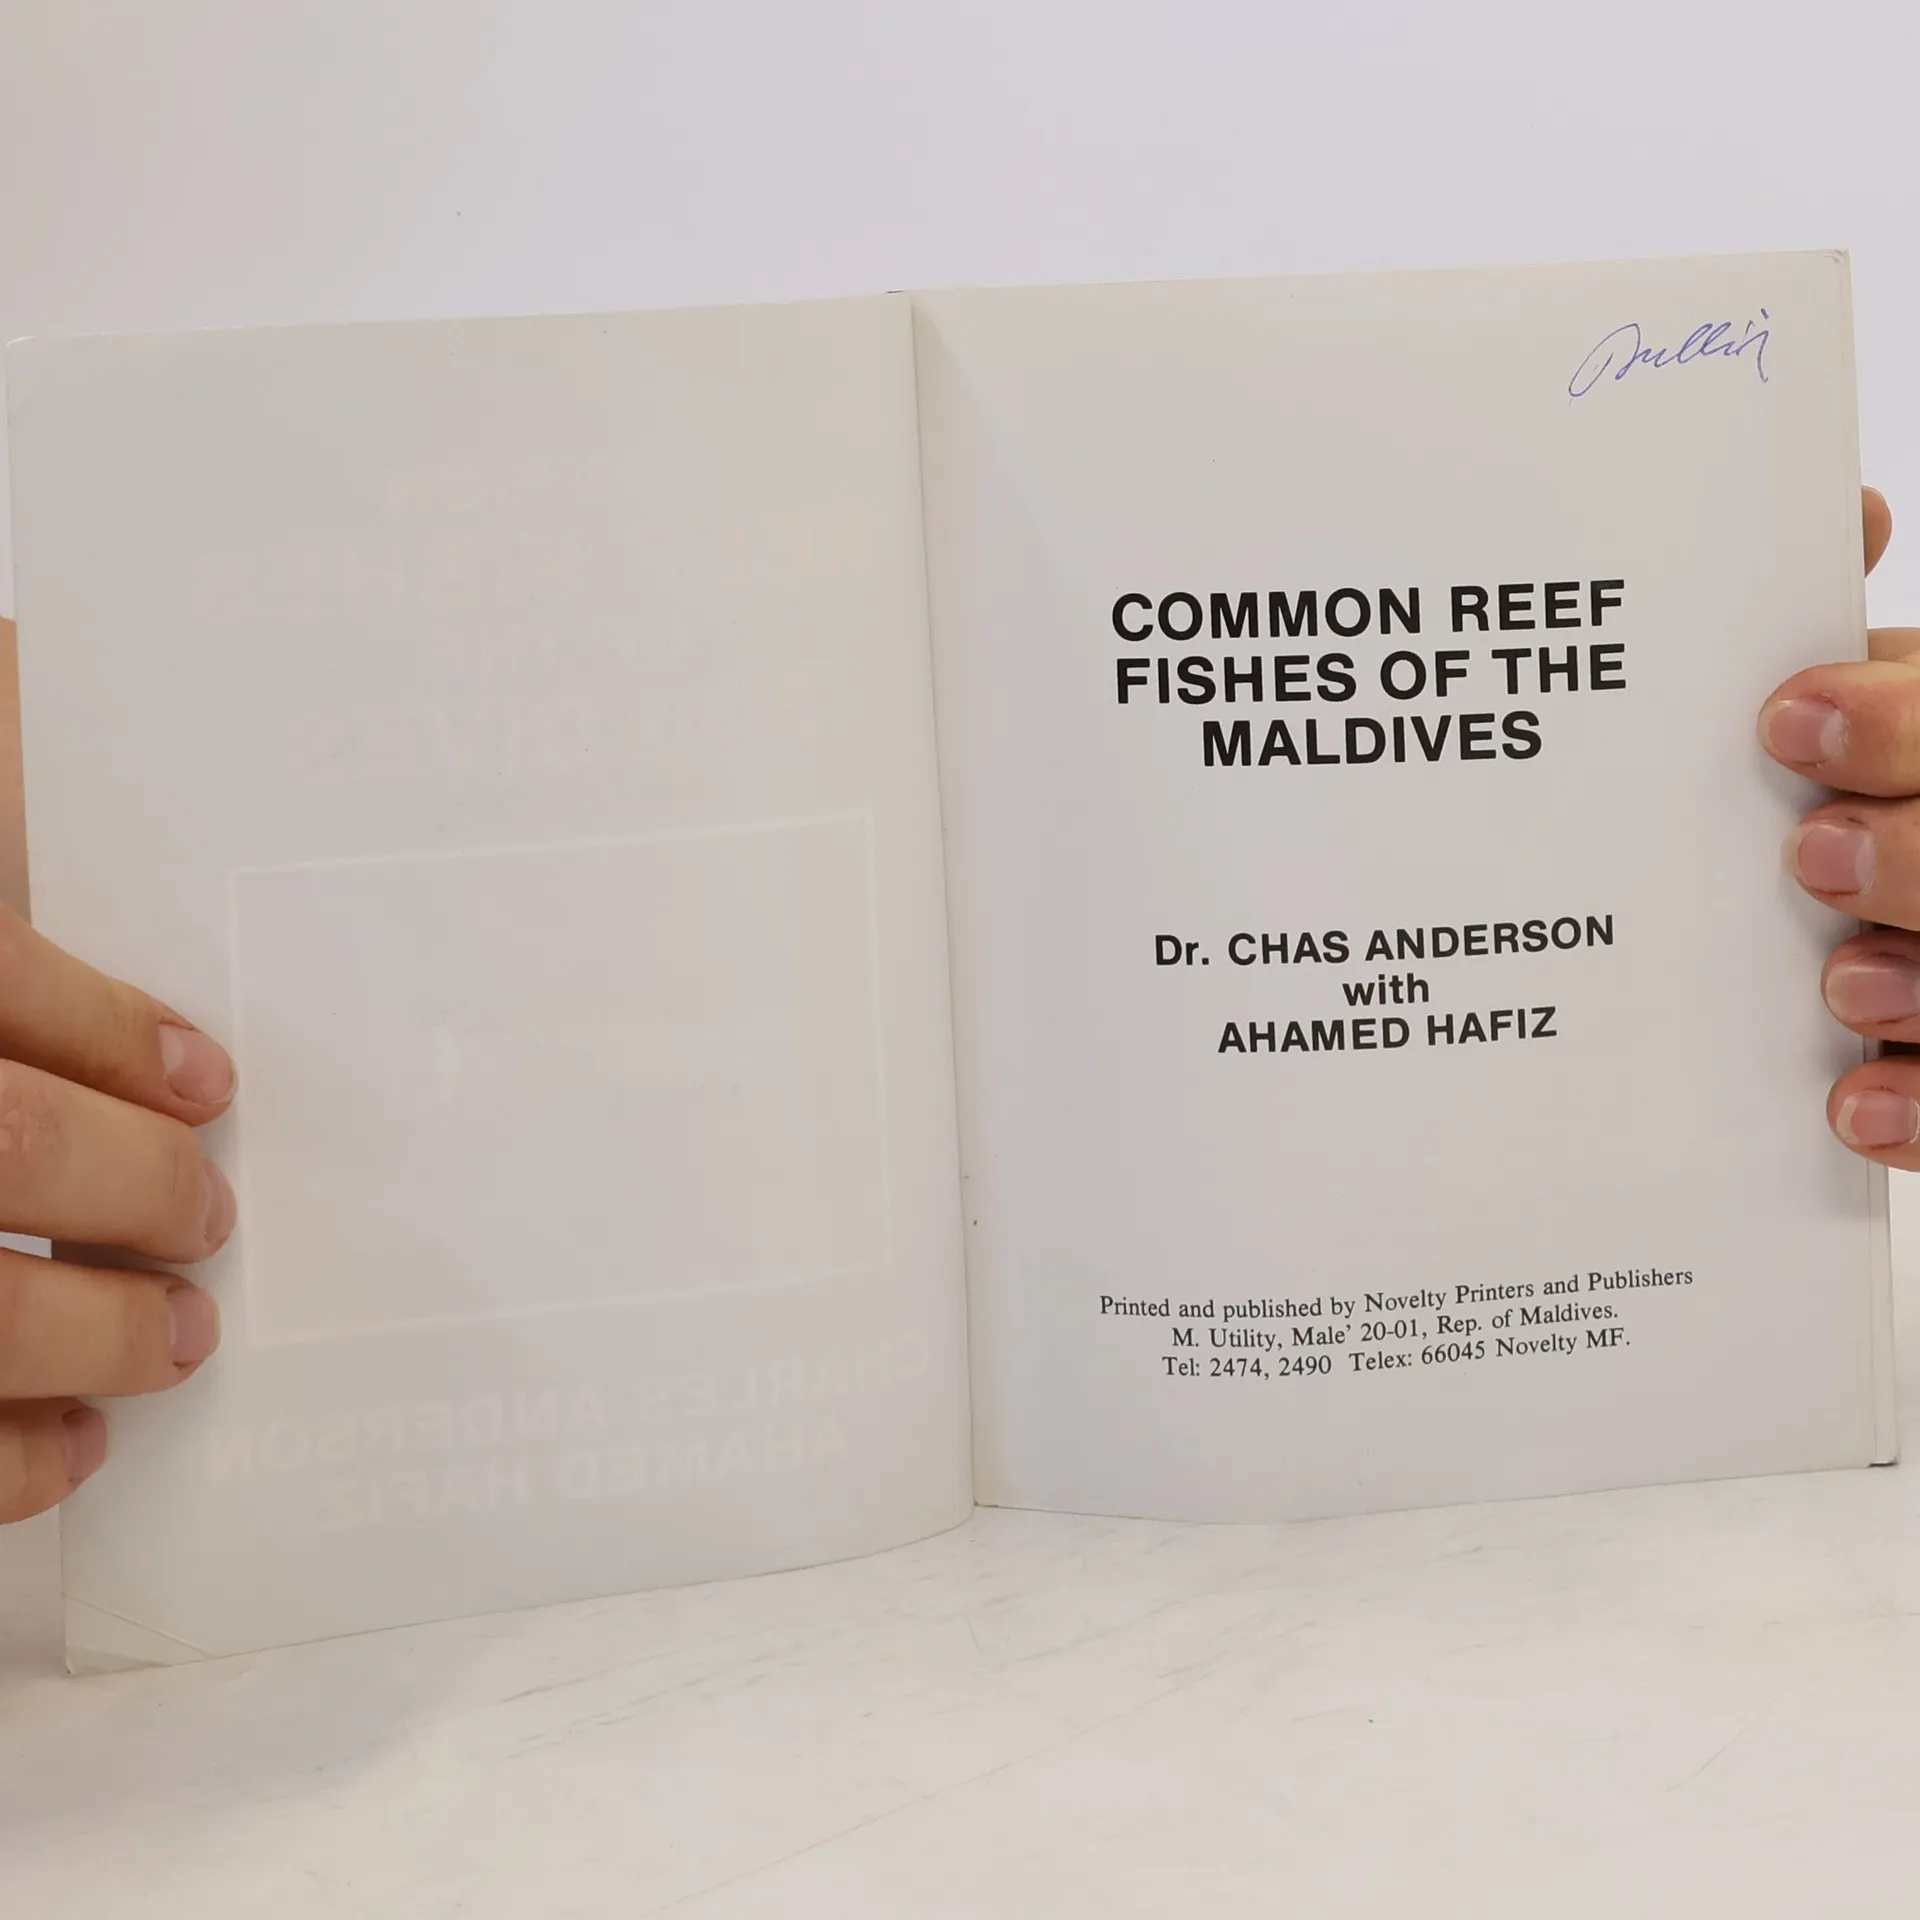 COMMON REEF
FISHES OF THE
MALDIVES
Dr. CHAS ANDERSON
with
AHAMED HAFIZ
Printed and published by Novelty Printers and Publishers
M. Utility, Male’ 20-01, Rep. of Maldives.
Tel: 2474, 2490 Telex: 66045 Novelty MF.